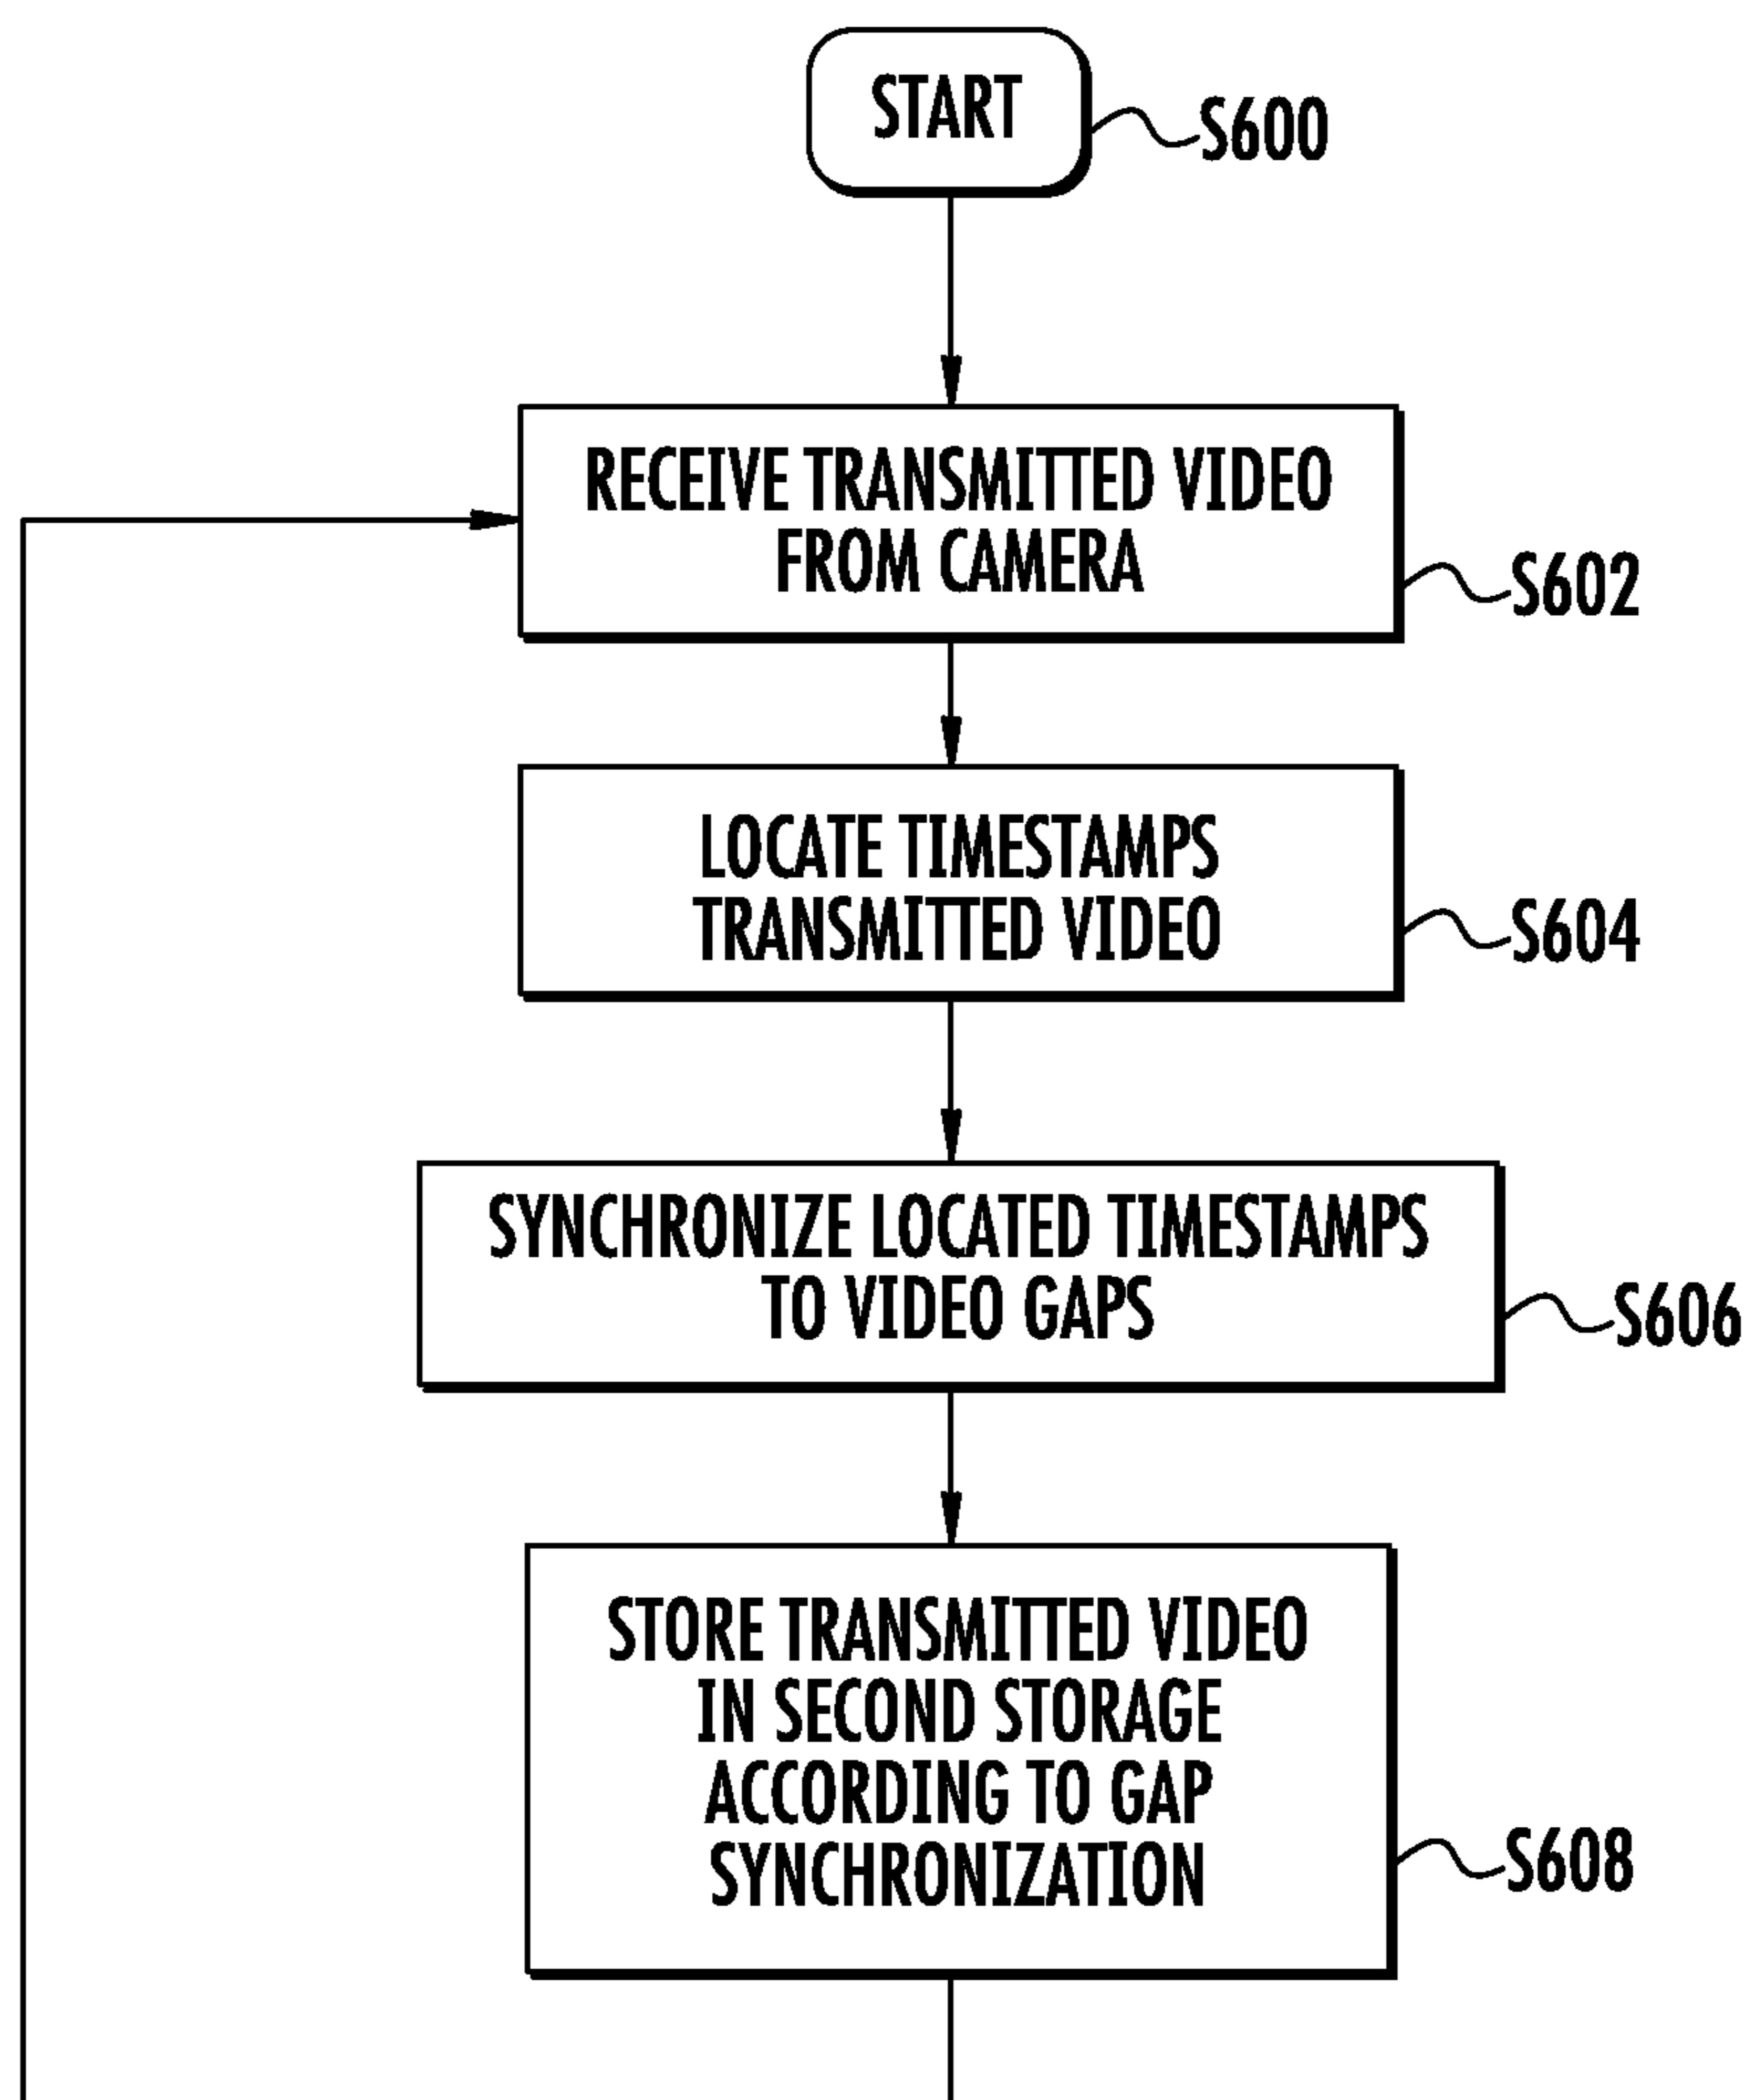 START
S600
RECEIVE TRANSMITTED VIDEO
FROM CAMERA
S602
LOCATE TIMESTAMPS
TRANSMITTED VIDEO
S604
SYNCHRONIZE LOCATED TIMESTAMPS
TO VIDEO GAPS
S606
STORE TRANSMITTED VIDEO
IN SECOND STORAGE
ACCORDING TO GAP
SYNCHRONIZATION
S608